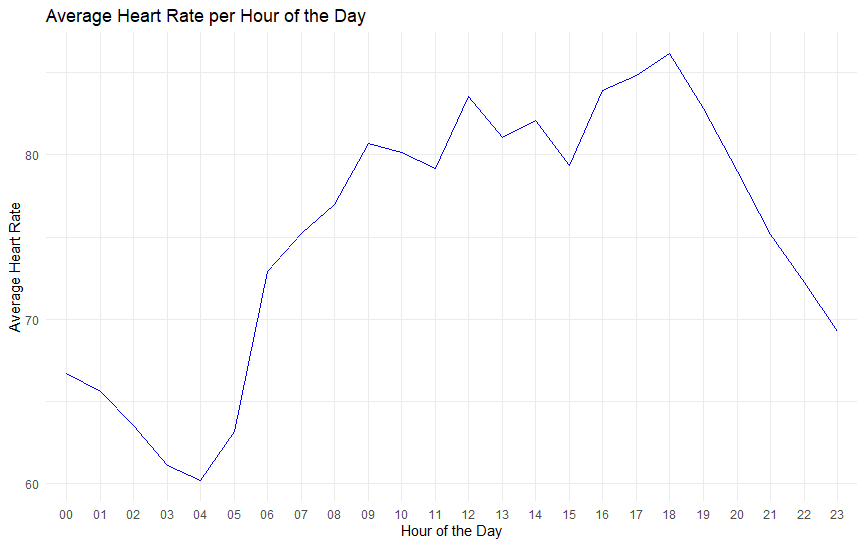 Average Heart Rate per Hour of the Day
Average Heart Rate
80
70
60
00 01 02 03 04 05 06 07 08 09 10 11 12 13 14 15 16 17 18 19 20 21 22 23
Hour of the Day